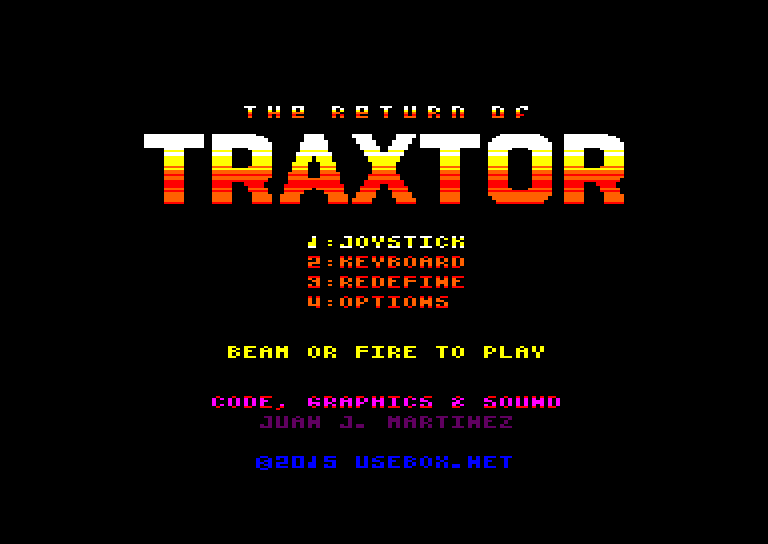 THE RETURN OF
TRAXTOR
1:JOYSTICK
2:KEYBOARD
3:REDEFINE
4:OPTIONS
BEAM OR FIRE TO PLAY
CODE, GRAPHICS & SOUND
JUAN J. MARTINEZ
@2015 USEBOX.NET